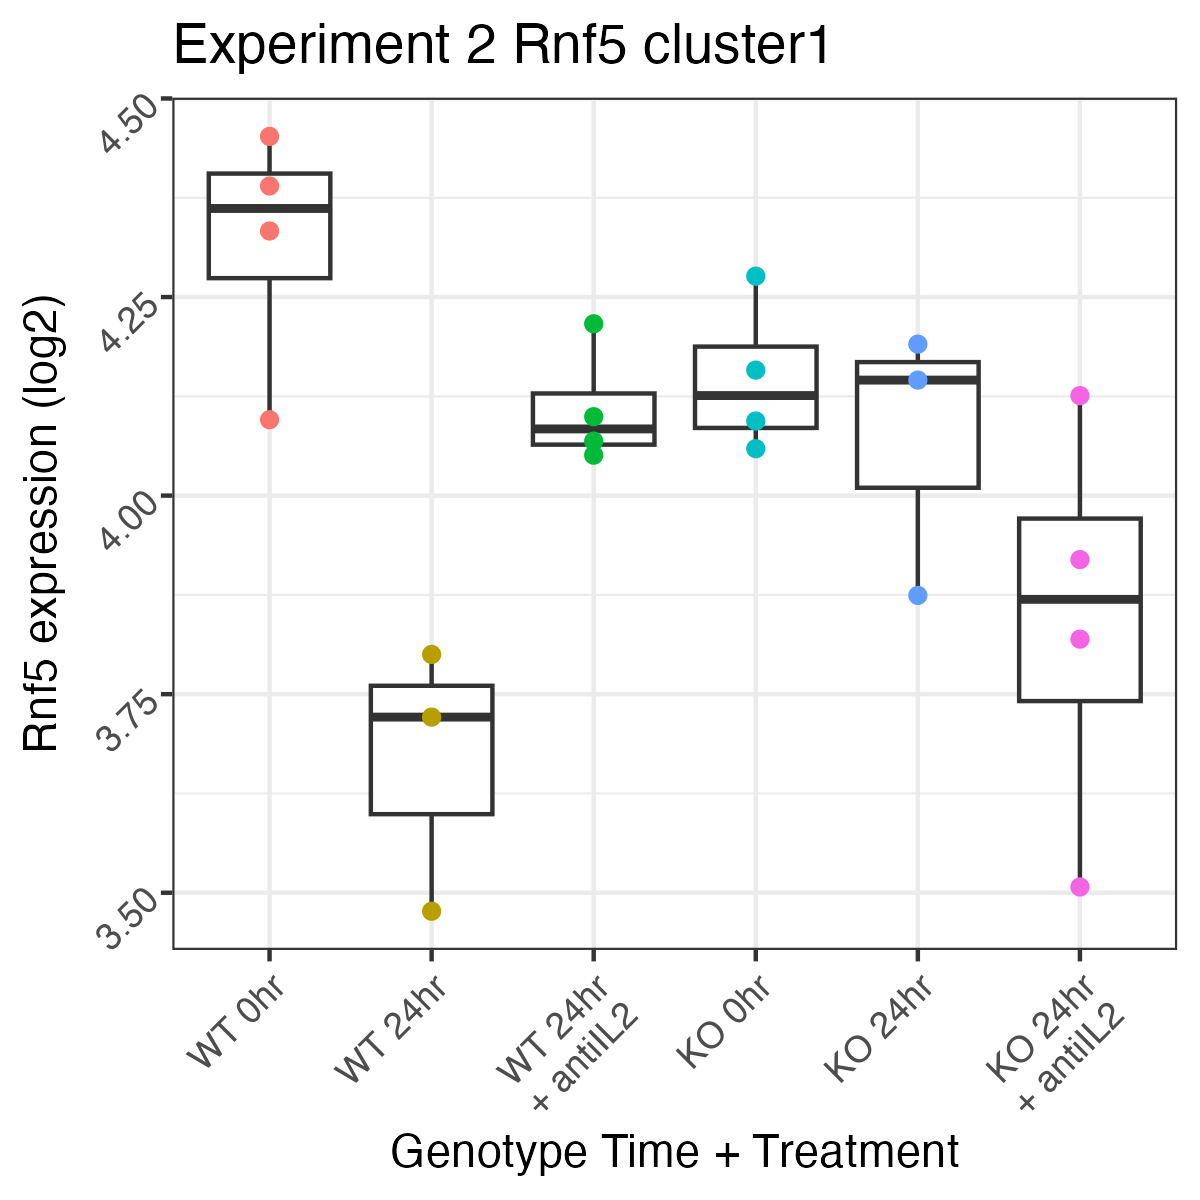 Experiment 2 Rnf5 cluster1
Rnf5 expression (log2)
4.50
4.25
4.00
3.75
3.50
WT 0hr
WT 24hr
WT 24hr
+ antiIL2
KO 0hr
KO 24hr
KO 24hr
+ antiIL2
Genotype Time + Treatment